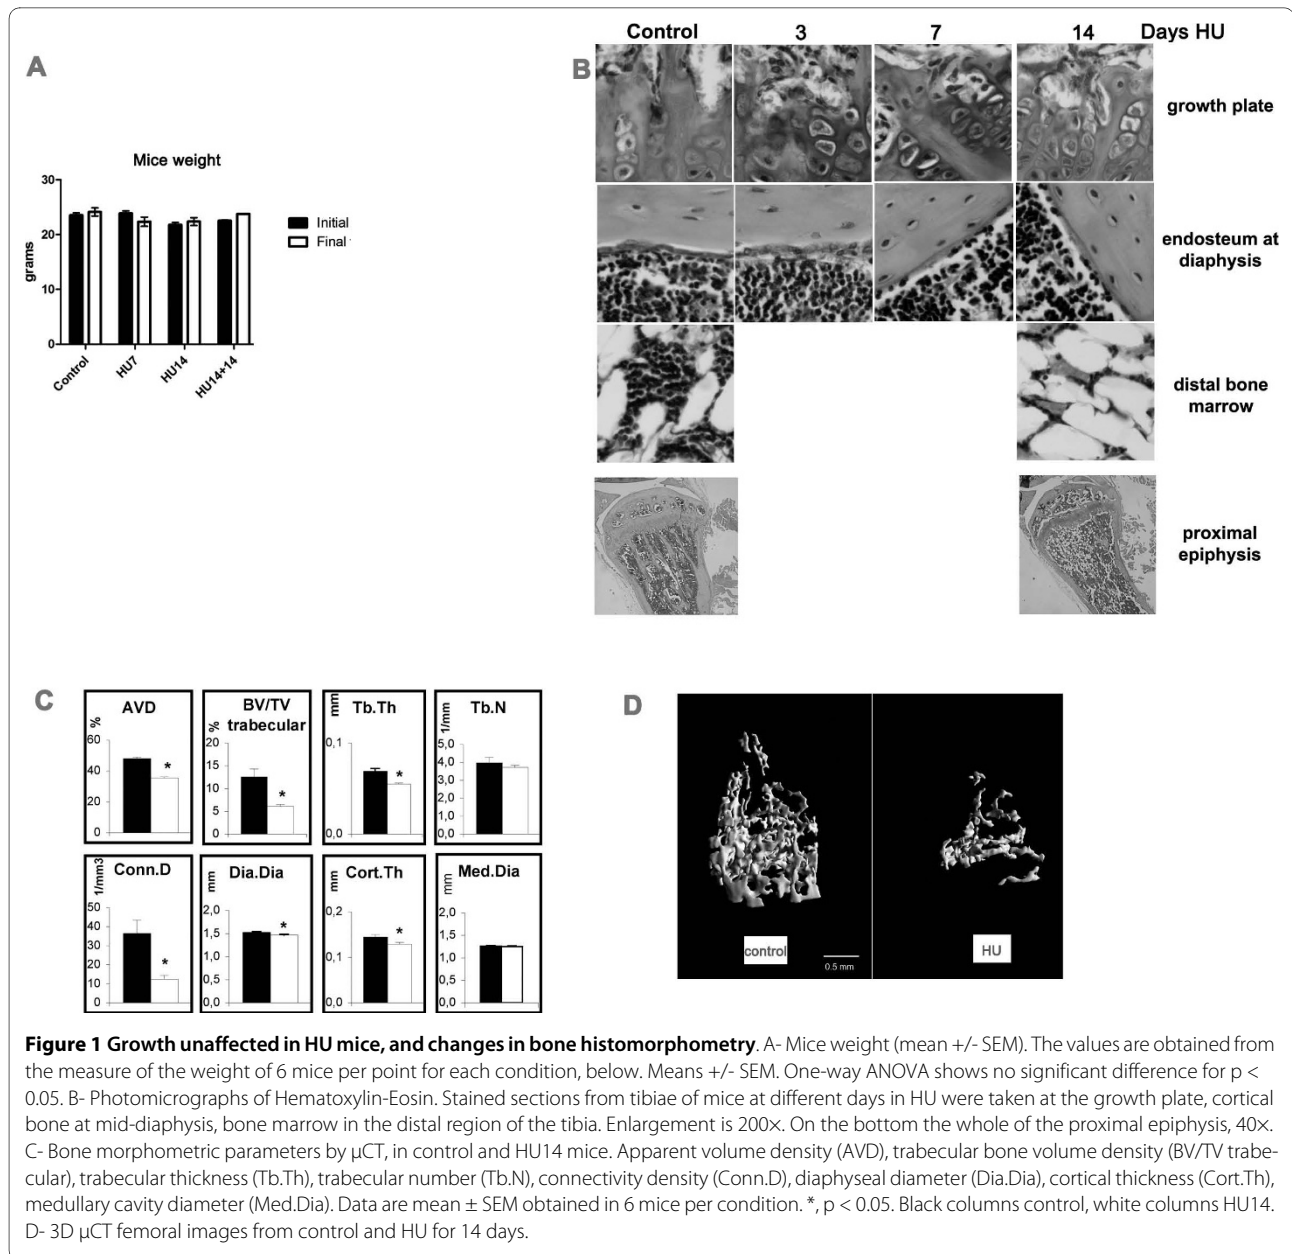 Control 3 7 14 Days HU
A
B
growth plate
Mice weight
30
20
10
0
grams
Initial
Final
Control
HU7
HU14
HU14+14
endosteum at
diaphysis
distal bone
marrow
proximal
epiphysis
C
AVD
%
60
40
20
0
*
BV/TV
trabecular
%
20
15
10
5
0
*
Tb.Th
mm
0,1
0,0
*
Tb.N
1/mm
5,0
4,0
3,0
2,0
1,0
0,0
Conn.D
1/mm3
50
40
30
20
10
0
*
Dia.Dia
mm
2,0
1,5
1,0
0,5
0,0
*
Cort.Th
mm
0,2
0,1
0,0
*
Med.Dia
mm
2,0
1,5
1,0
0,5
0,0
D
control
0.5 mm
HU
Figure 1 Growth unaffected in HU mice, and changes in bone histomorphometry. A- Mice weight (mean +/- SEM). The values are obtained from
the measure of the weight of 6 mice per point for each condition, below. Means +/- SEM. One-way ANOVA shows no significant difference for p <
0.05. B- Photomicrographs of Hematoxylin-Eosin. Stained sections from tibiae of mice at different days in HU were taken at the growth plate, cortical
bone at mid-diaphysis, bone marrow in the distal region of the tibia. Enlargement is 200×. On the bottom the whole of the proximal epiphysis, 40×.
C- Bone morphometric parameters by µCT, in control and HU14 mice. Apparent volume density (AVD), trabecular bone volume density (BV/TV trabe-
cular), trabecular thickness (Tb.Th), trabecular number (Tb.N), connectivity density (Conn.D), diaphyseal diameter (Dia.Dia), cortical thickness (Cort.Th),
medullary cavity diameter (Med.Dia). Data are mean ± SEM obtained in 6 mice per condition. *, p < 0.05. Black columns control, white columns HU14.
D- 3D µCT femoral images from control and HU for 14 days.